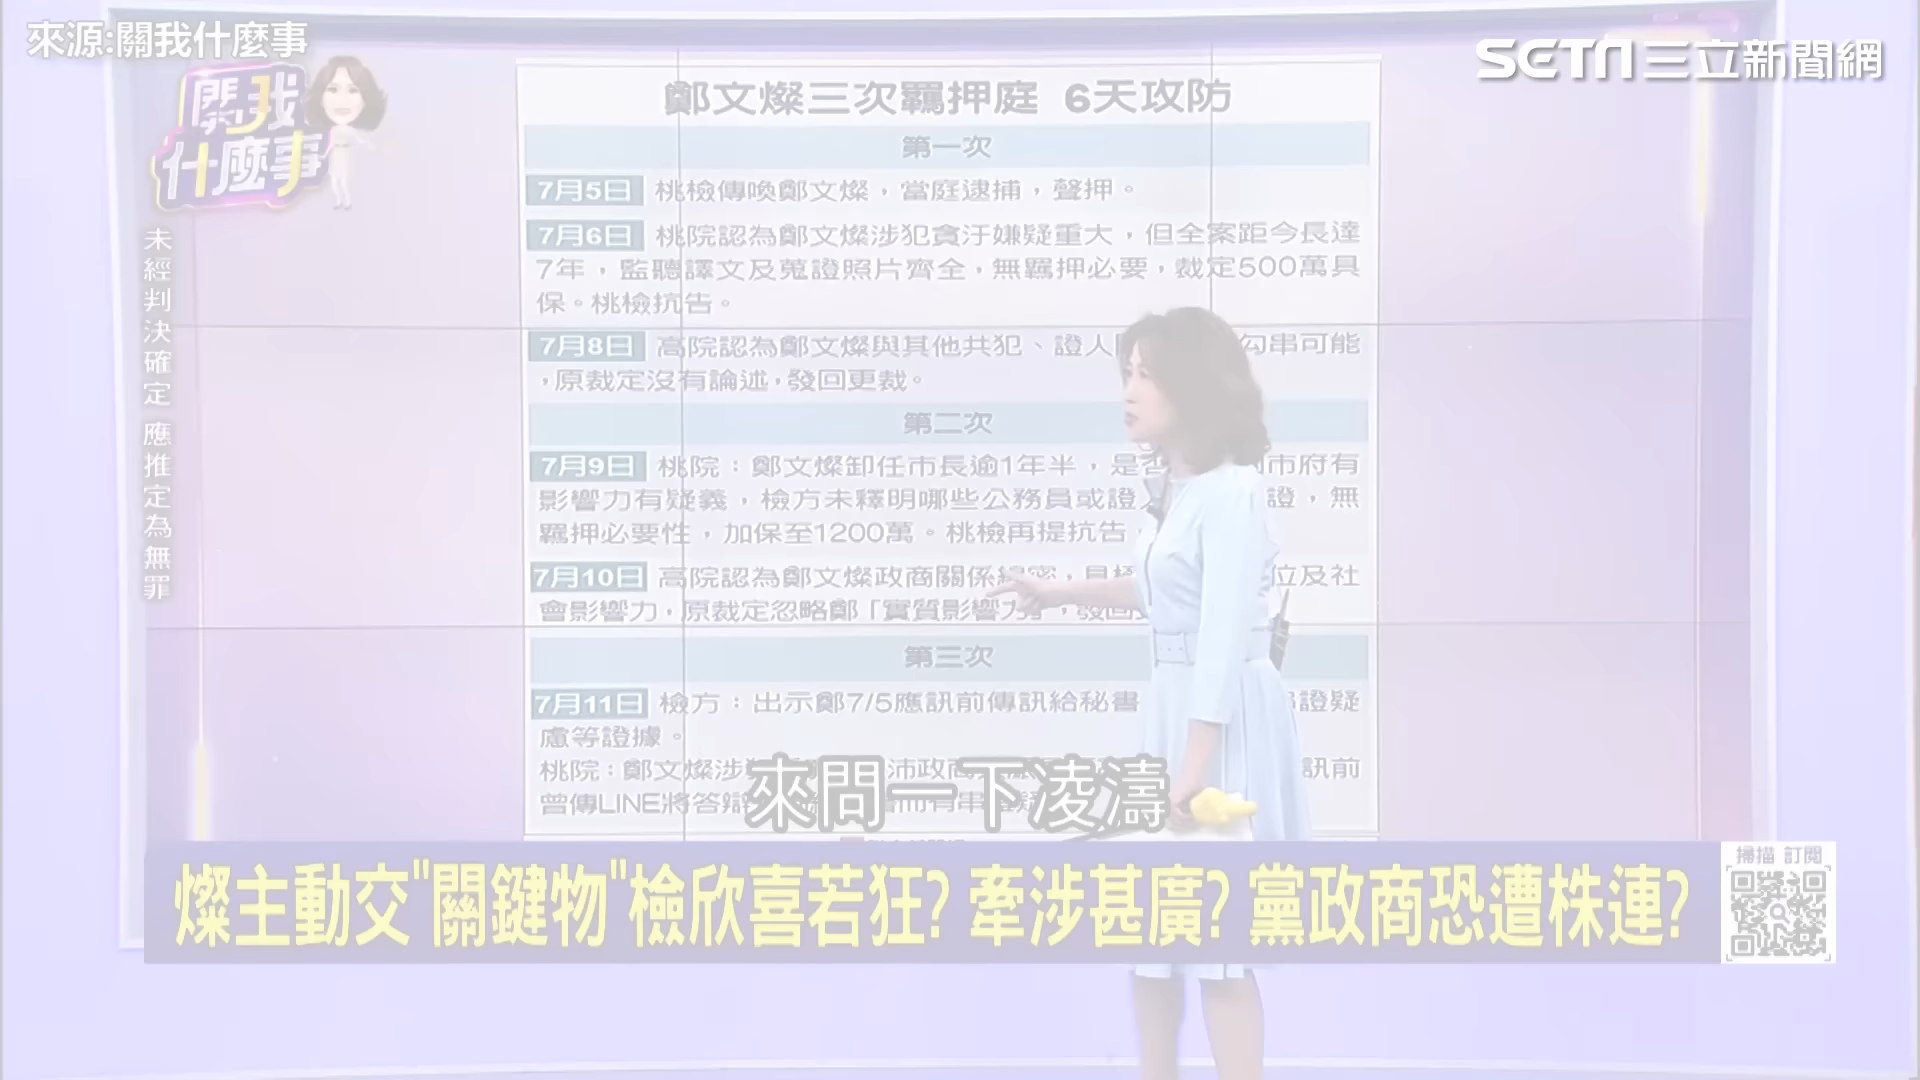 來源:關我什麼事
SETN三立新聞網
關我
什麼事
未經判決確定 應推定為無罪
鄭文燦三次羈押庭 6天攻防
第一次
7月5日 桃檢傳喚鄭文燦，當庭逮捕，聲押。
7月6日 桃院認為鄭文燦涉犯貪汙嫌疑重大，但全案距今長達
7年，監聽譯文及蒐證照片齊全，無羈押必要，裁定500萬具
保。桃檢抗告。
7月8日 高院認為鄭文燦與其他共犯、證人 勾串可能
，原裁定沒有論述，發回更裁。
第二次
7月9日 桃院：鄭文燦卸任市長逾1年半，是否 市府有
影響力有疑義，檢方未釋明哪些公務員或證 證，無
羈押必要性，加保至1200萬。桃檢再提抗告
7月10日 高院認為鄭文燦政商關係綿密，具 位及社
會影響力，原裁定忽略鄭「實質影響力」，發回
第三次
7月11日 檢方：出示鄭7/5應訊前傳訊給秘書 證疑
慮等證據。
桃院：鄭文燦涉 沛政商 訊前
曾傳LINE將答辯 有串證疑
來問一下凌濤
燦主動交"關鍵物"檢欣喜若狂? 牽涉甚廣? 黨政商恐遭株連?
掃描 訂閱